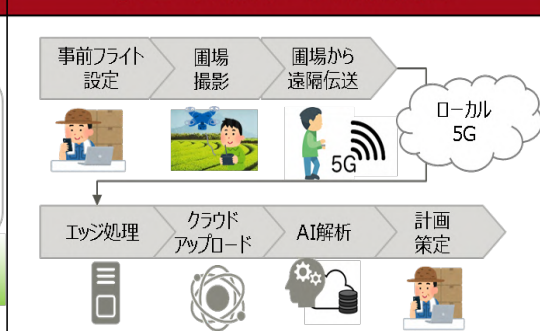 事前フライト
設定
圃場
撮影
圃場から
遠隔伝送
ローカル
5G
5G
エッジ処理
クラウド
アップロード
AI解析
計画
策定